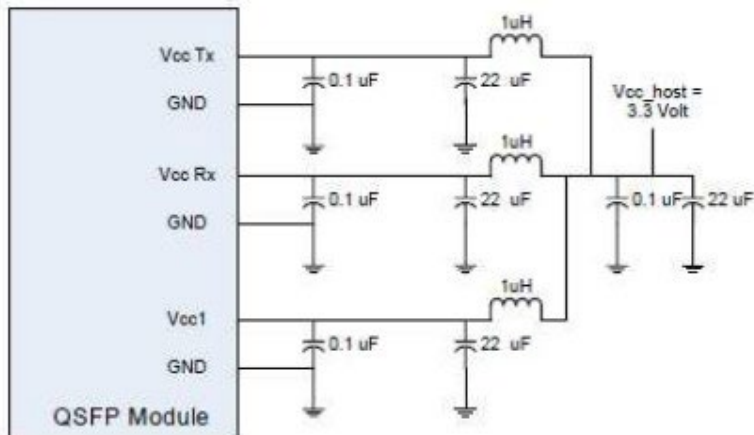 1uH
Vcc Tx
0.1 uF
22 uF
GND
Vcc_host =
3.3 Volt
1uH
Vcc Rx
0.1 uF
22 uF
0.1 uF
22 uF
GND
1uH
Vcc1
0.1 uF
22 uF
GND
QSFP Module